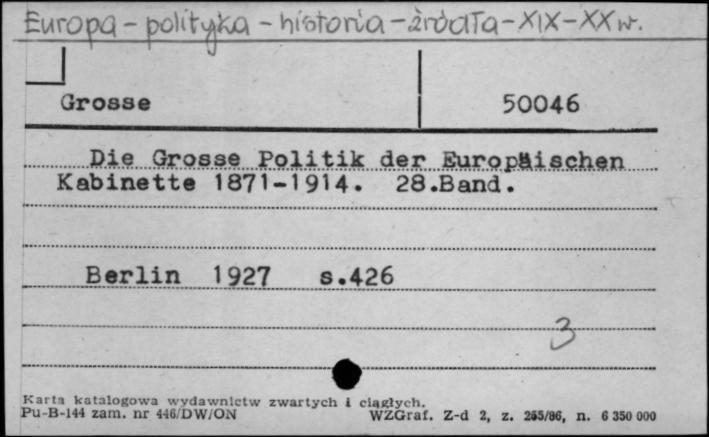 Europa - polityka - historia - źródła - XIX - XX w.
Grosse 50046
Die Grosse Politik der Europäischen
Kabinette 1871-1914. 28.Band.
Berlin 1927 s.426
3
Karta katalogowa wydawnictw zwartych i ciągłych.
Pu-B-144 zam. nr 446/DW/ON WZGraf. Z-d 2, z. 255/86, n. 6 350 000